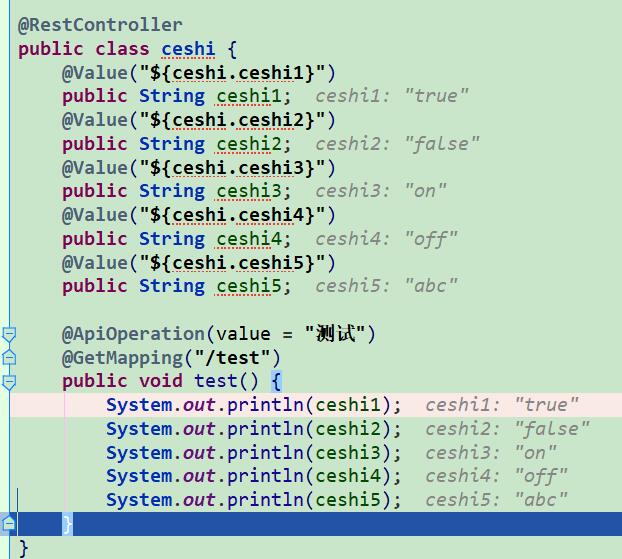 @RestController
public class ceshi {
@Value("${ceshi.ceshi1}")
public String ceshi1;  ceshi1: "true"
@Value("${ceshi.ceshi2}")
public String ceshi2;  ceshi2: "false"
@Value("${ceshi.ceshi3}")
public String ceshi3;  ceshi3: "on"
@Value("${ceshi.ceshi4}")
public String ceshi4;  ceshi4: "off"
@Value("${ceshi.ceshi5}")
public String ceshi5;  ceshi5: "abc"
@ApiOperation(value = "测试")
@GetMapping("/test")
public void test() {
System.out.println(ceshi1);  ceshi1: "true"
System.out.println(ceshi2);  ceshi2: "false"
System.out.println(ceshi3);  ceshi3: "on"
System.out.println(ceshi4);  ceshi4: "off"
System.out.println(ceshi5);  ceshi5: "abc"
}
}